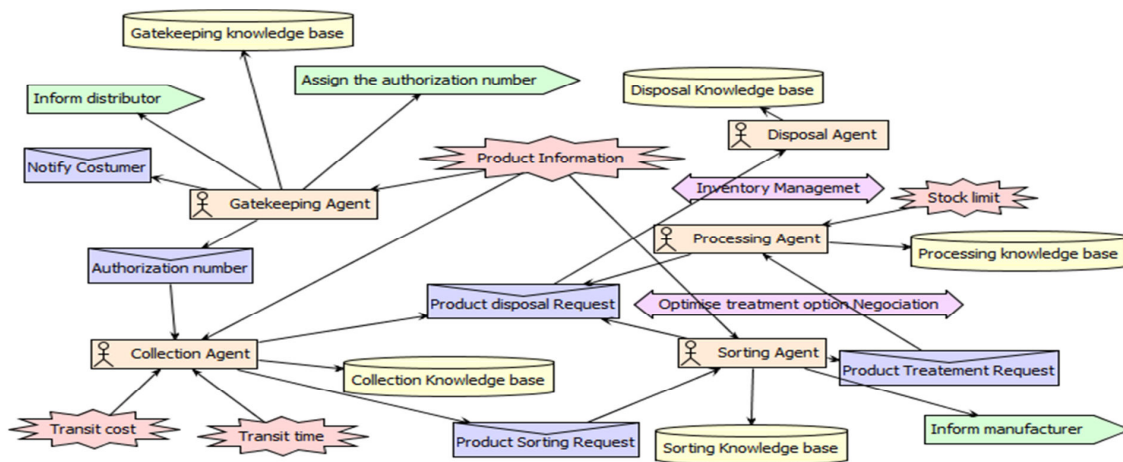 Gatekeeping knowledge base
Assign the authorization number
Inform distributor
Disposal Knowledge base
Disposal Agent
Notify Costumer
Product Information
Inventory Managemet
Stock limit
Gatekeeping Agent
Processing Agent
Processing knowledge base
Authorization number
Product disposal Request
Optimise treatment option Negociation
Collection Agent
Sorting Agent
Product Treatement Request
Collection Knowledge base
Transit cost
Transit time
Product Sorting Request
Sorting Knowledge base
Inform manufacturer